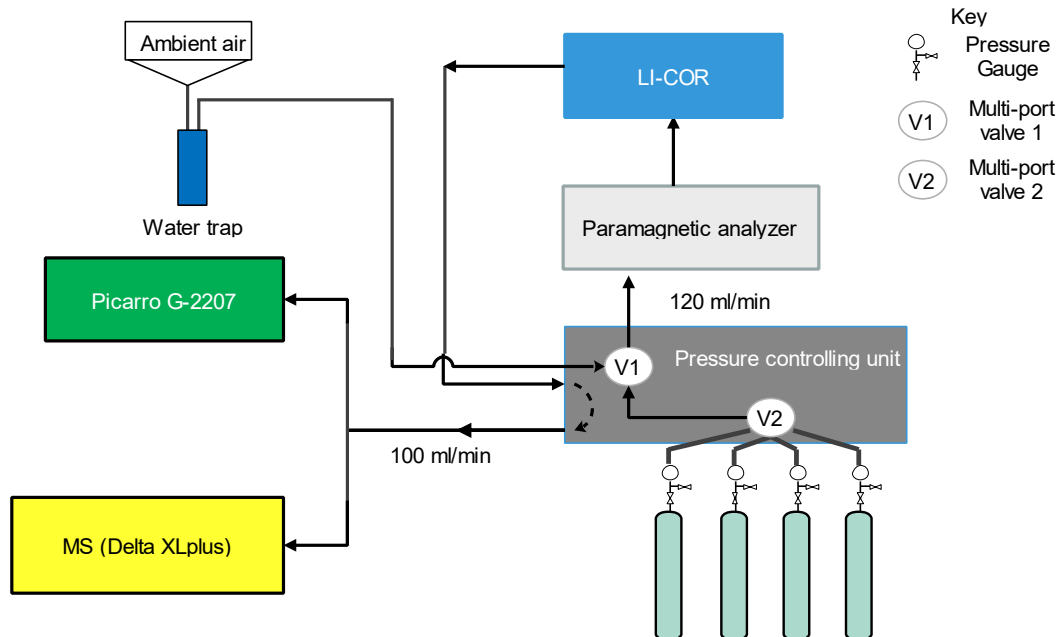 Key
Ambient air
Pressure
Gauge
LI-COR
V1
Multi-port
valve 1
V2
Multi-port
valve 2
Water trap
Paramagnetic analyzer
Picarro G-2207
120 ml/min
Pressure controlling unit
V1
V2
100 ml/min
MS (Delta XLplus)